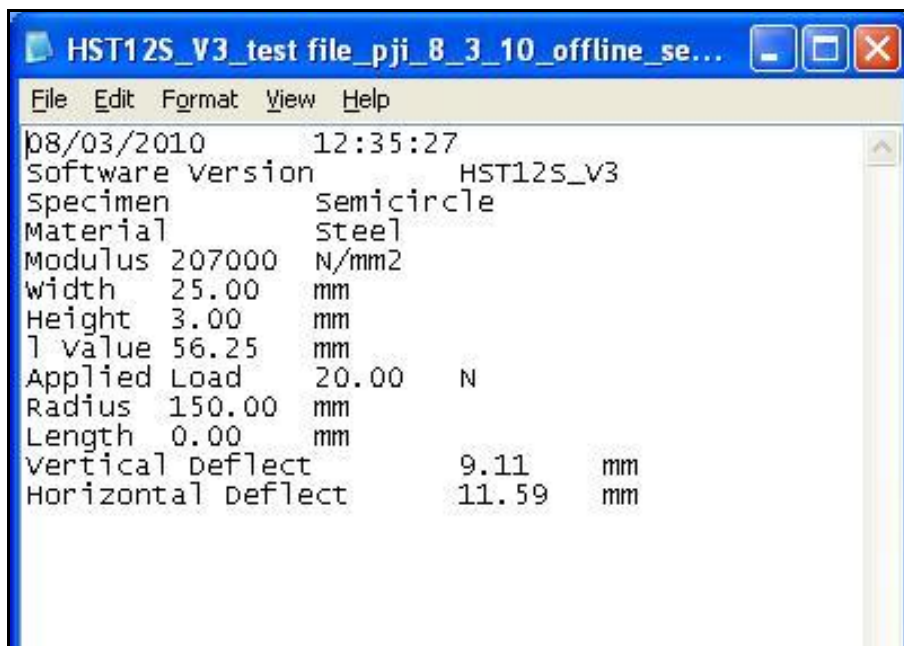 HST12S_V3_test file_pji_8_3_10_offline_se...
File Edit Format View Help
08/03/2010 12:35:27
Software Version HST12S_V3
Specimen Semicircle
Material Steel
Modulus 207000 N/mm2
Width 25.00 mm
Height 3.00 mm
l Value 56.25 mm
Applied Load 20.00 N
Radius 150.00 mm
Length 0.00 mm
Vertical Deflect 9.11 mm
Horizontal Deflect 11.59 mm